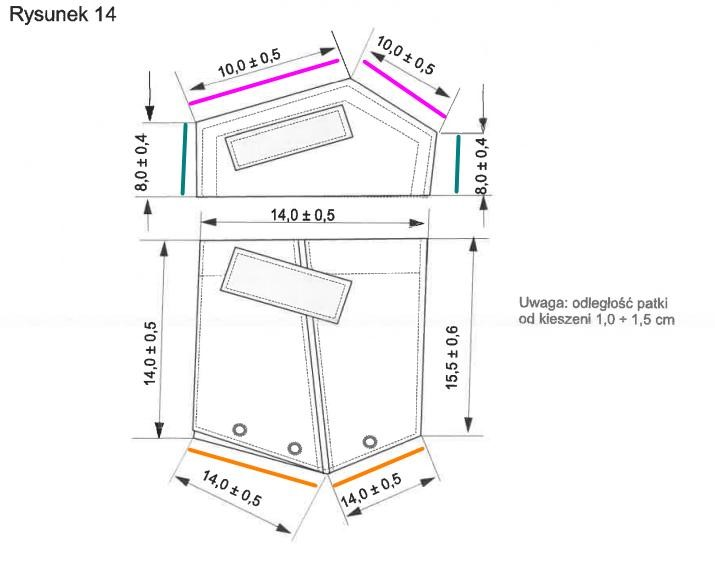 Rysunek 14
10,0 ± 0,5
10,0 ± 0,5
8,0 ± 0,4
8,0 ± 0,4
14,0 ± 0,5
14,0 ± 0,5
15,5 ± 0,6
Uwaga: odległość patki
od kieszeni 1,0 ÷ 1,5 cm
14,0 ± 0,5
14,0 ± 0,5